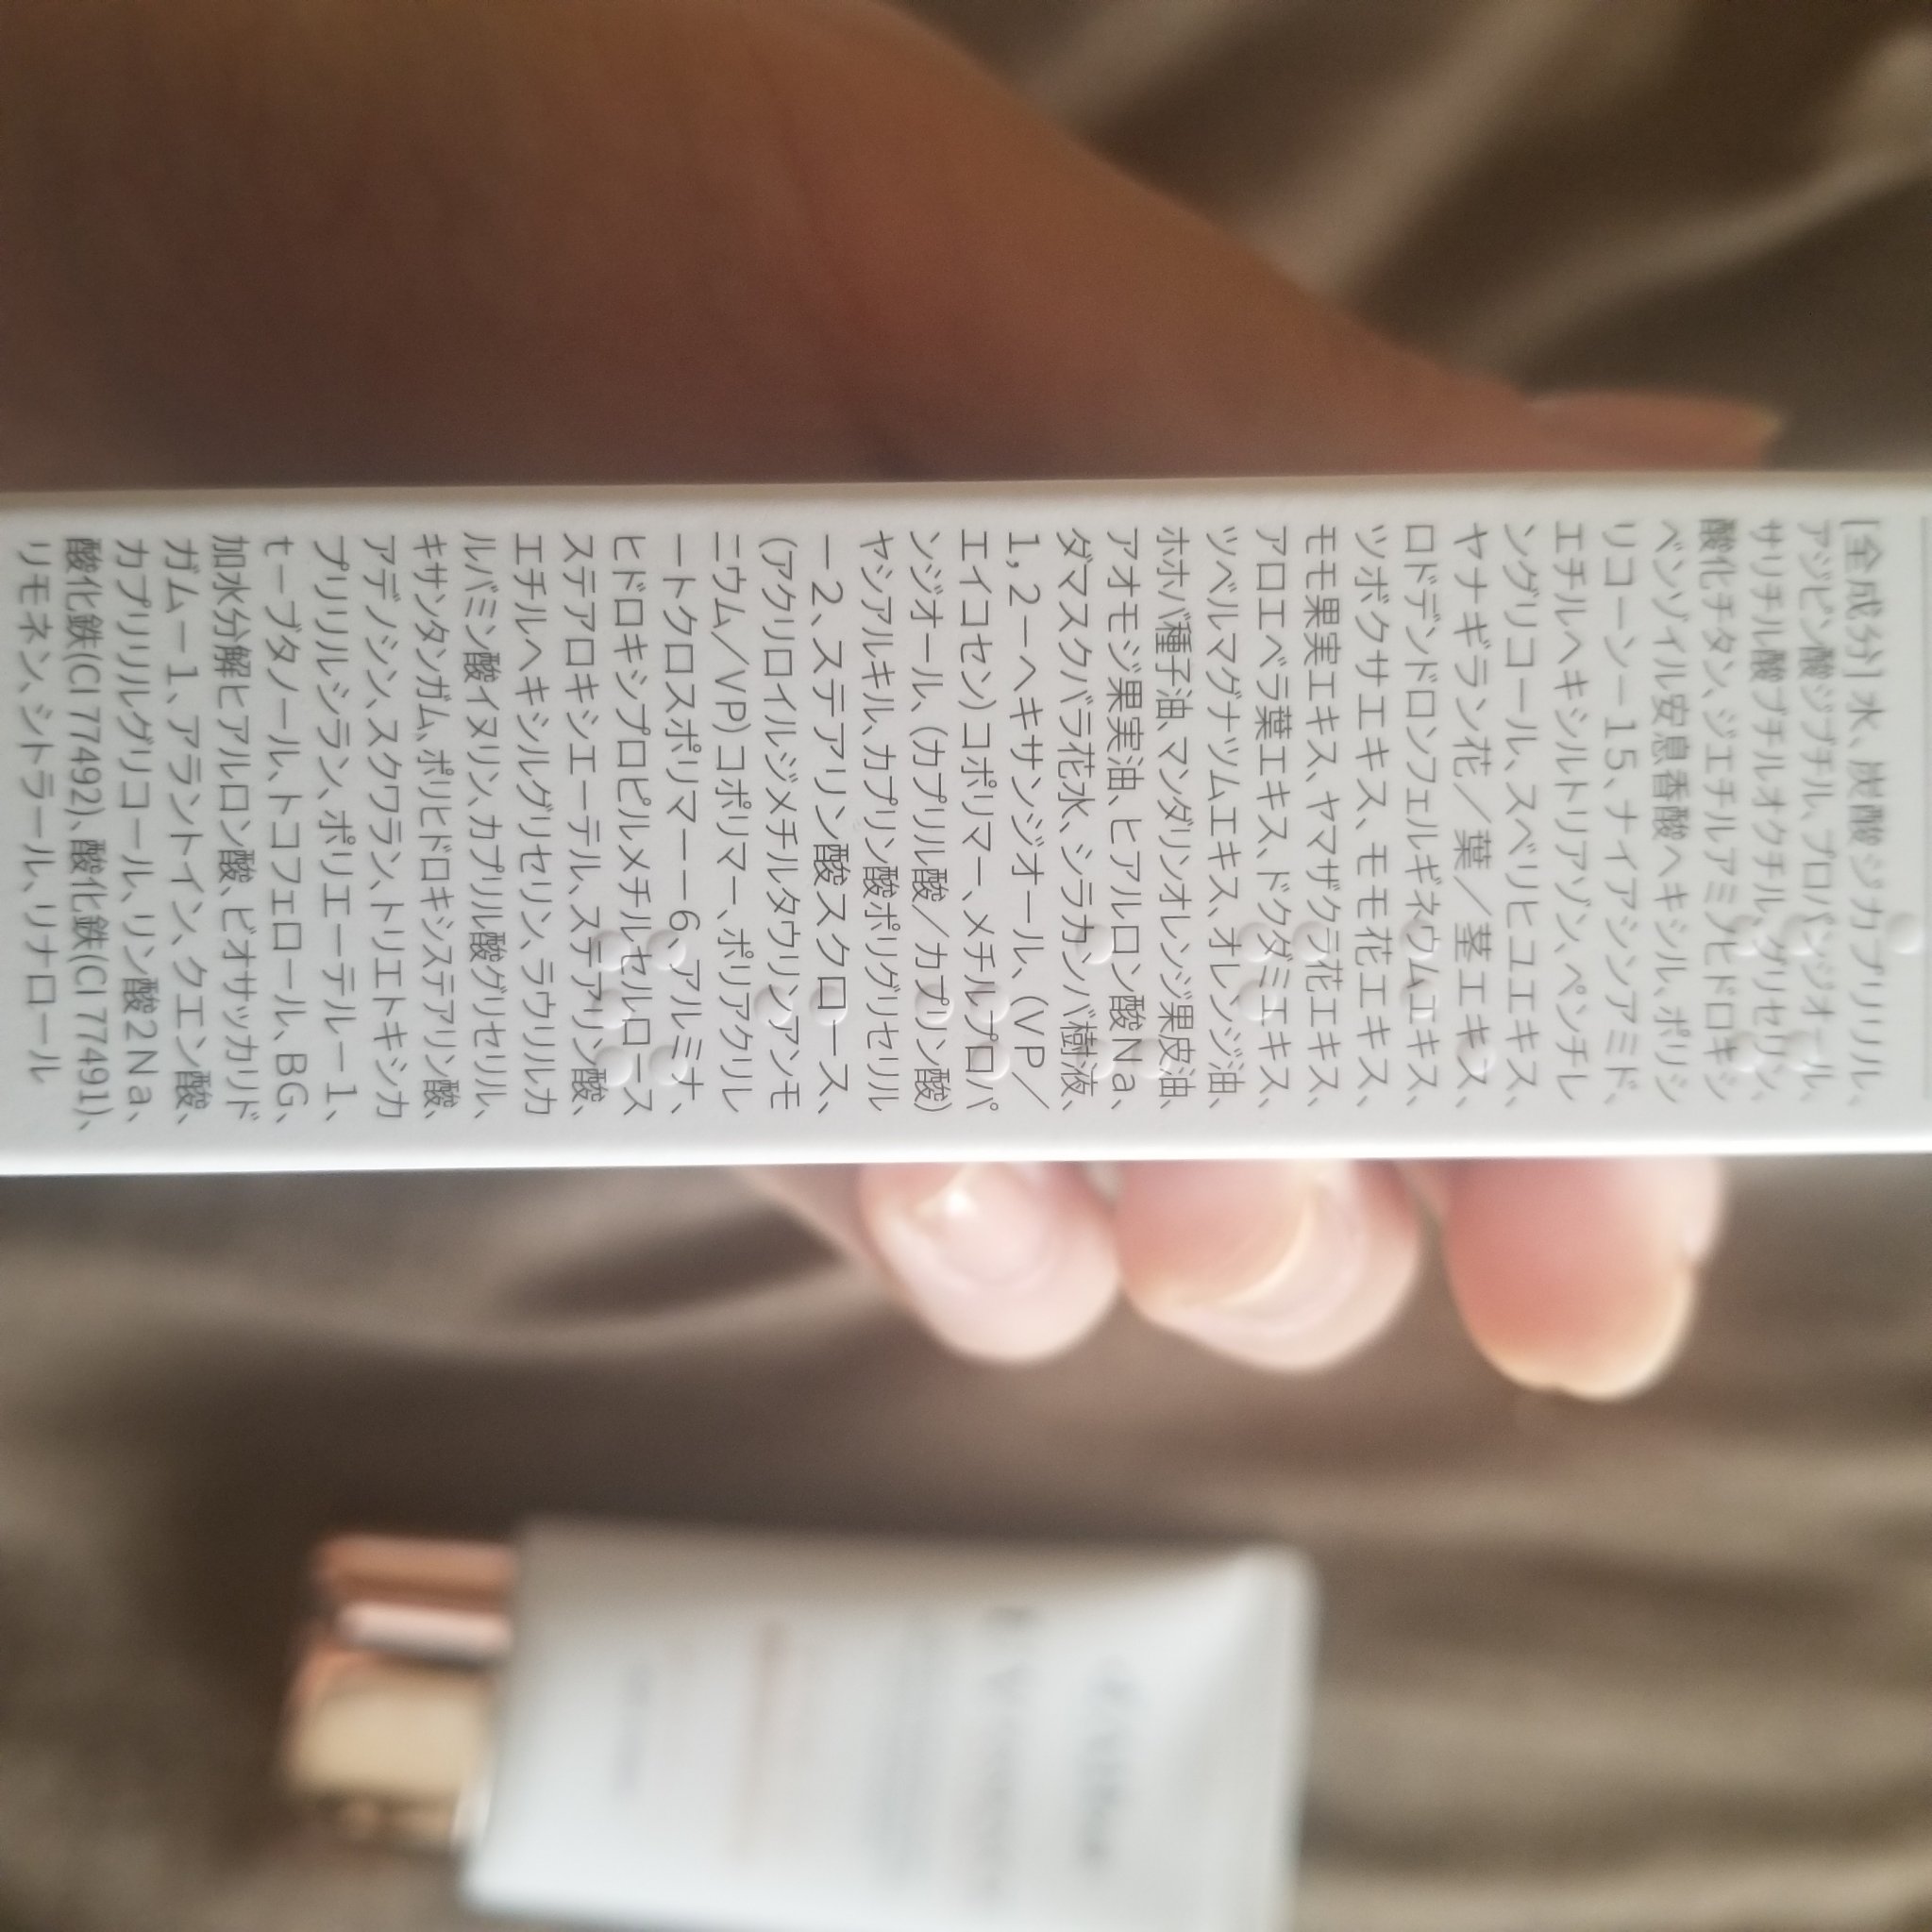 [全成分] 水、炭酸ジカプリリル、
アジピン酸ジブチル、プロパンジオール、
サリチル酸ブチルオクチル、グリセリン、
酸化チタン、ジエチルアミノヒドロキシ
ベンゾイル安息香酸ヘキシル、ポリシ
リコーン－15、ナイアシンアミド、
エチルヘキシルトリアゾン、ペンチレ
ングリコール、スベリヒユエキス、
ヤナギラン花／葉／茎エキス、
ロドデンドロンフェルギネウムエキス、
ツボクサエキス、モモ花エキス、
モモ果実エキス、ヤマザクラ花エキス、
アロエベラ葉エキス、ドクダミエキス、
ツベルマグナツムエキス、オレンジ油、
ホホバ種子油、マンダリンオレンジ果皮油、
アオモジ果実油、ヒアルロン酸Na、
ダマスクバラ花水、シラカンバ樹液、
1,2－ヘキサンジオール、(VP／
エイコセン)コポリマー、メチルプロパ
ンジオール、(カプリル酸／カプリン酸)
ヤシアルキル、カプリン酸ポリグリセリル
－2、ステアリン酸スクロース、
(アクリロイルジメチルタウリンアンモ
ニウム／VP)コポリマー、ポリアクリレ
ートクロスポリマー－6、アルミナ、
ヒドロキシプロピルメチルセルロース
ステアロキシエーテル、ステアリン酸、
エチルヘキシルグリセリン、ラウリルカ
ルバミン酸イヌリン、カプリル酸グリセリル、
キサンタンガム、ポリヒドロキシステアリン酸、
アデノシン、スクワラン、トリエトキシカ
プリリルシラン、ポリエーテル－1、
t－ブタノール、トコフェロール、BG、
加水分解ヒアルロン酸、ビオサッカリド
ガム－1、アラントイン、クエン酸、
カプリリルグリコール、リン酸2Na、
酸化鉄(CI 77492)、酸化鉄(CI 77491)、
リモネン、シトラール、リナロール